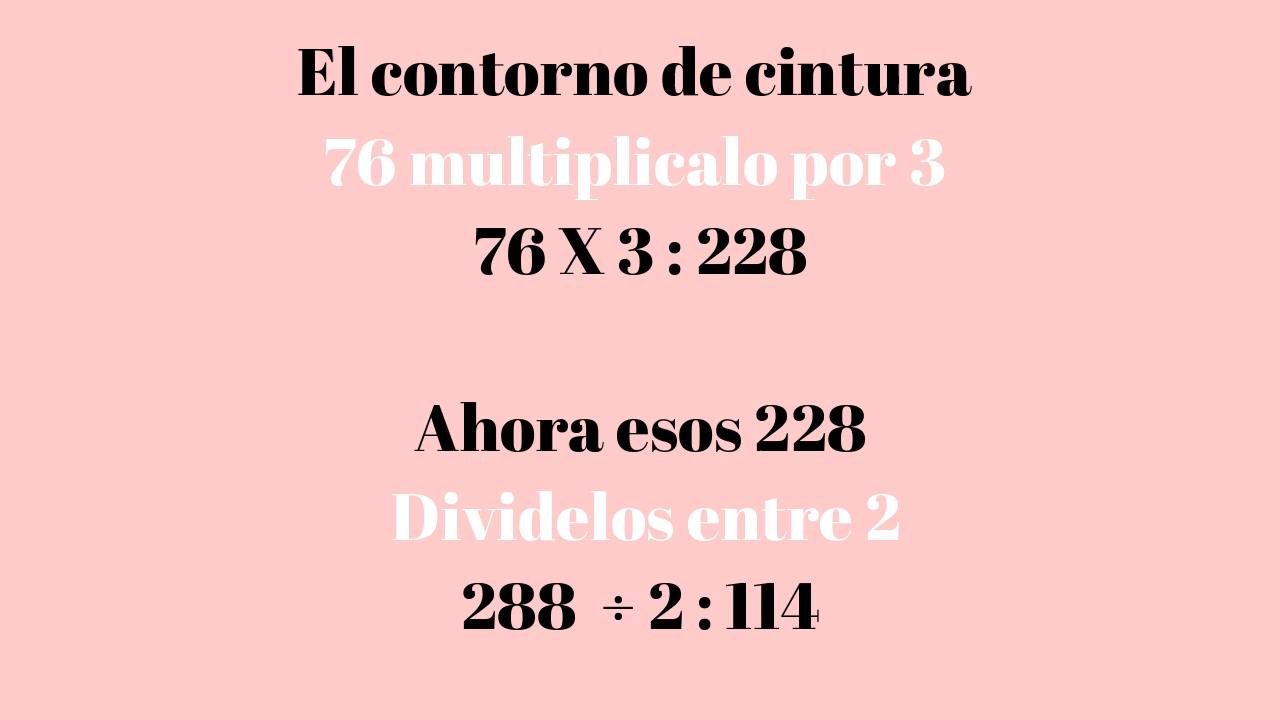 El contorno de cintura
76 multiplicalo por 3
76 X 3 : 228
Ahora esos 228
Dividelos entre 2
288 ÷ 2 : 114